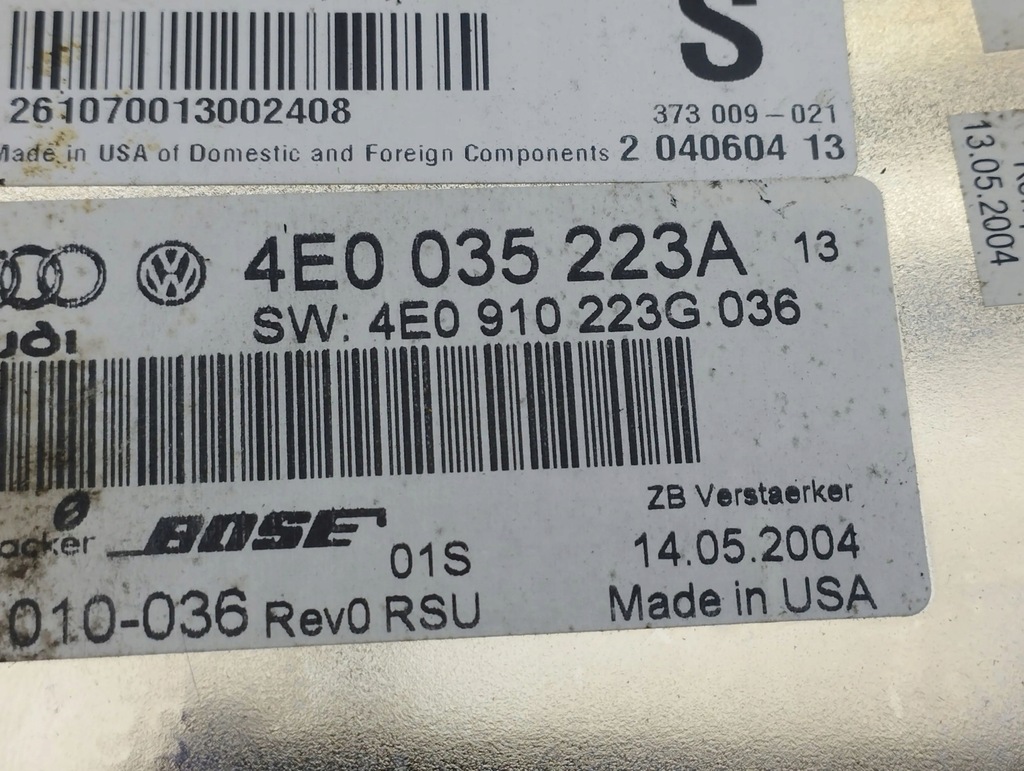 S
261070013002408
373 009-021
Made in USA of Domestic and Foreign Components 2 040604 13
13.05.2004
4E0 035 223A 13
SW: 4E0 910 223G 036
Audi
ZB Verstaerker
BOSE
01S
14.05.2004
010-036 Rev0 RSU
Made in USA